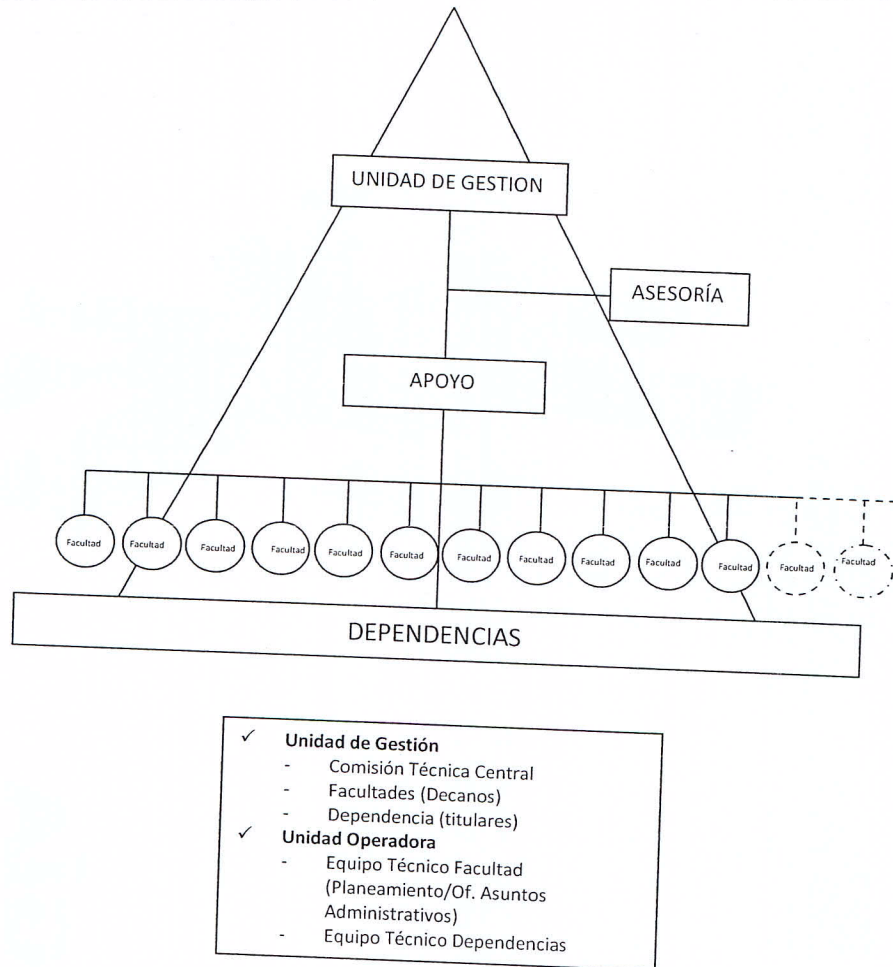 UNIDAD DE GESTION
ASESORÍA
APOYO
Facultad
Facultad
Facultad
Facultad
Facultad
Facultad
Facultad
Facultad
Facultad
Facultad
Facultad
Facultad
Facultad
DEPENDENCIAS
✓ Unidad de Gestión
- Comisión Técnica Central
- Facultades (Decanos)
- Dependencia (titulares)
✓ Unidad Operadora
- Equipo Técnico Facultad
(Planeamiento/Of. Asuntos
Administrativos)
- Equipo Técnico Dependencias